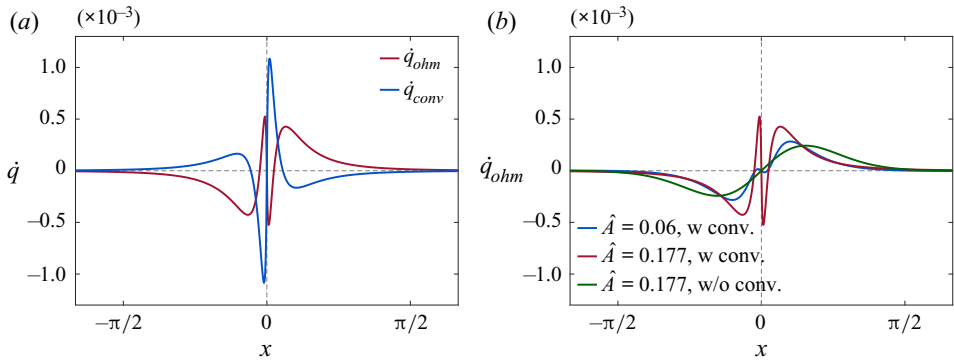 (a) (×10⁻³)
1.0
0.5
0
−0.5
−1.0
q̇
q̇ohm
q̇conv
−π/2 0 π/2
x
(b) (×10⁻³)
1.0
0.5
0
−0.5
−1.0
q̇ohm
Â = 0.06, w conv.
Â = 0.177, w conv.
Â = 0.177, w/o conv.
−π/2 0 π/2
x